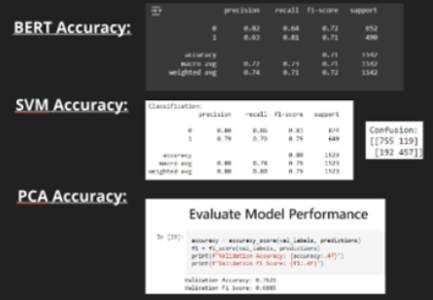 BERT Accuracy:
precision recall f1-score support
0 0.82 0.64 0.72 652
1 0.63 0.81 0.71 490
accuracy 0.71 1142
macro avg 0.72 0.73 0.71 1142
weighted avg 0.74 0.71 0.72 1142
SVM Accuracy:
Classification:
precision recall f1-score support
0 0.80 0.86 0.83 874
1 0.79 0.70 0.75 649
accuracy 0.80 1523
macro avg 0.80 0.78 0.79 1523
weighted avg 0.80 0.80 0.79 1523
Confusion:
[[755 119]
[192 457]]
PCA Accuracy:
Evaluate Model Performance
accuracy = accuracy_score(val_labels, predictions)
f1 = f1_score(val_labels, predictions)
print(f"Validation Accuracy: {accuracy:.4f}")
print(f"Validation F1 Score: {f1:.4f}")
Validation Accuracy:
Validation F1 Score: